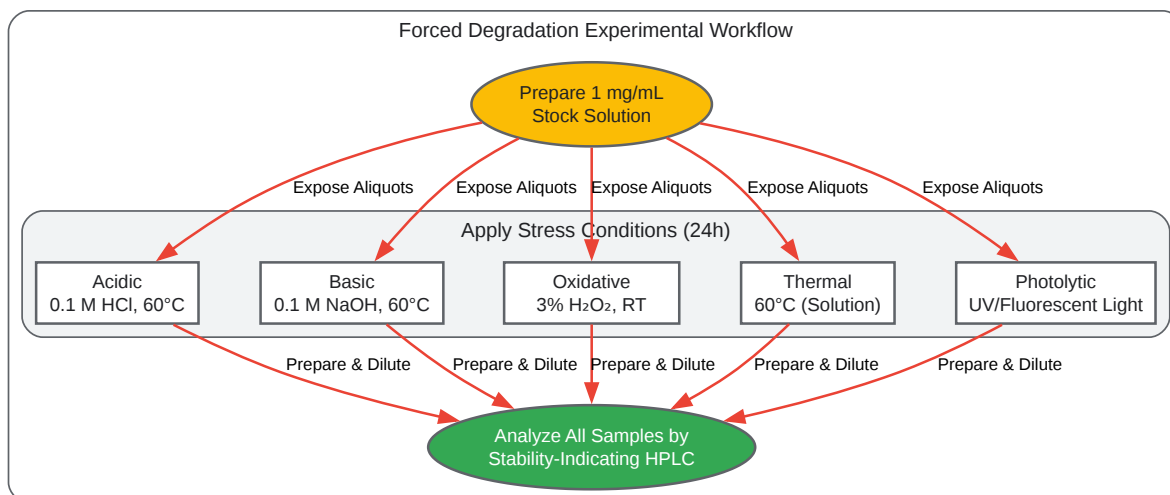 Forced Degradation Experimental Workflow
Prepare 1 mg/mL
Stock Solution
Expose Aliquots
Expose Aliquots
Expose Aliquots
Expose Aliquots
Expose Aliquots
Apply Stress Conditions (24h)
Acidic
0.1 M HCl, 60°C
Basic
0.1 M NaOH, 60°C
Oxidative
3% H₂O₂, RT
Thermal
60°C (Solution)
Photolytic
UV/Fluorescent Light
Prepare & Dilute
Prepare & Dilute
Prepare & Dilute
Prepare & Dilute
Prepare & Dilute
Analyze All Samples by
Stability-Indicating HPLC